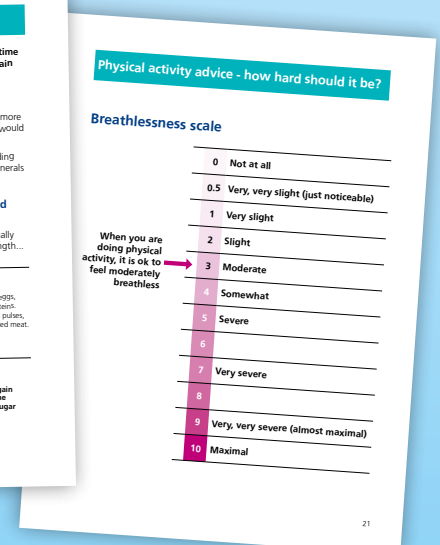 time
ain
more
would
ding
nerals
d
ally
ngth...
eggs,
teins.
pulses,
ed meat.
gain
ne
ugar
Physical activity advice - how hard should it be?
Breathlessness scale
0 Not at all
0.5 Very, very slight (just noticeable)
1 Very slight
2 Slight
When you are
doing physical
activity, it is ok to
feel moderately
breathless
3 Moderate
4 Somewhat
5 Severe
6
7 Very severe
8
9 Very, very severe (almost maximal)
10 Maximal
21